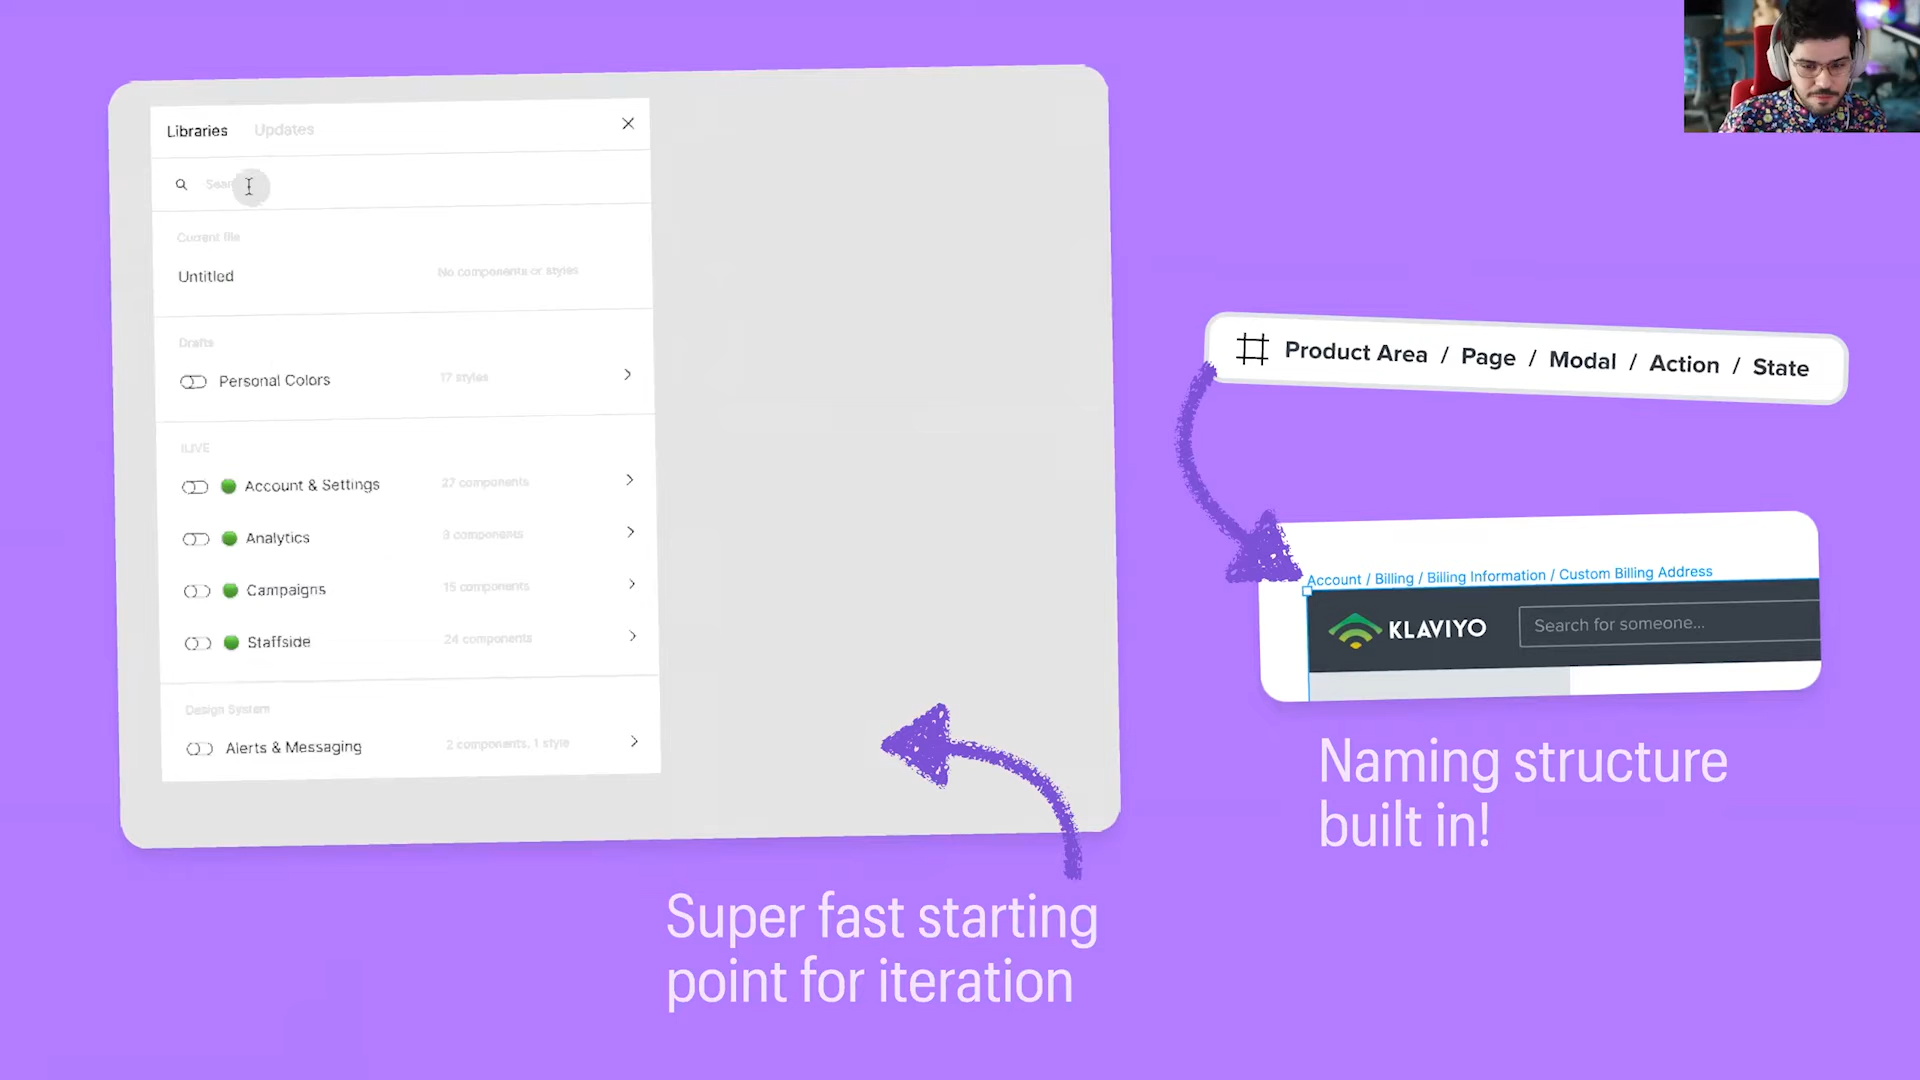 Libraries
Updates
Current file
Untitled
No components or styles
Drafts
Personal Colors
17 styles
Account & Settings
27 components
Analytics
components
Campaigns
15 components
Staffside
24 components
Design System
Alerts & Messaging
2 components, 1 style
Product Area / Page / Modal / Action / State
Account / Billing / Billing Information / Custom Billing Address
KLAVIYO
Search for someone...
Naming structure
built in!
Super fast starting
point for iteration